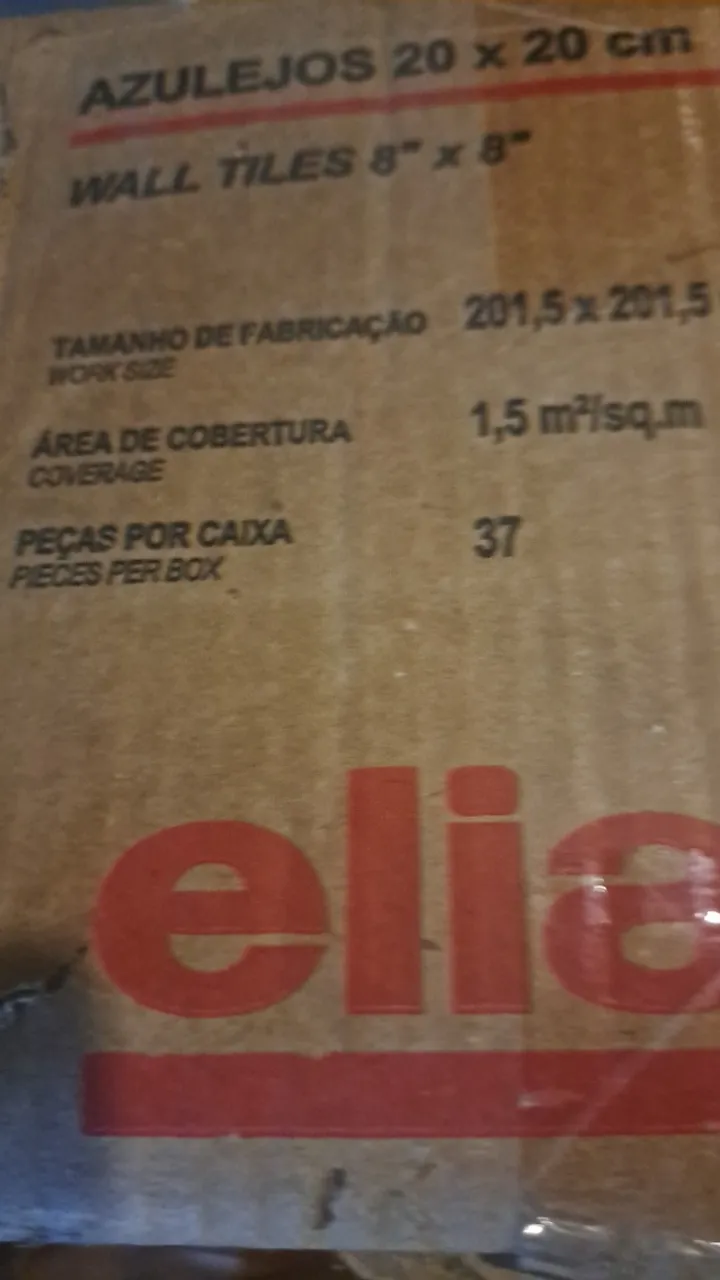 AZULEJOS 20 x 20 cm
WALL TILES 8" x 8"
TAMANHO DE FABRICAÇÃO 201,5 x 201,5
WORK SIZE
ÁREA DE COBERTURA 1,5 m²/sq.m
COVERAGE
PEÇAS POR CAIXA 37
PIECES PER BOX
elia